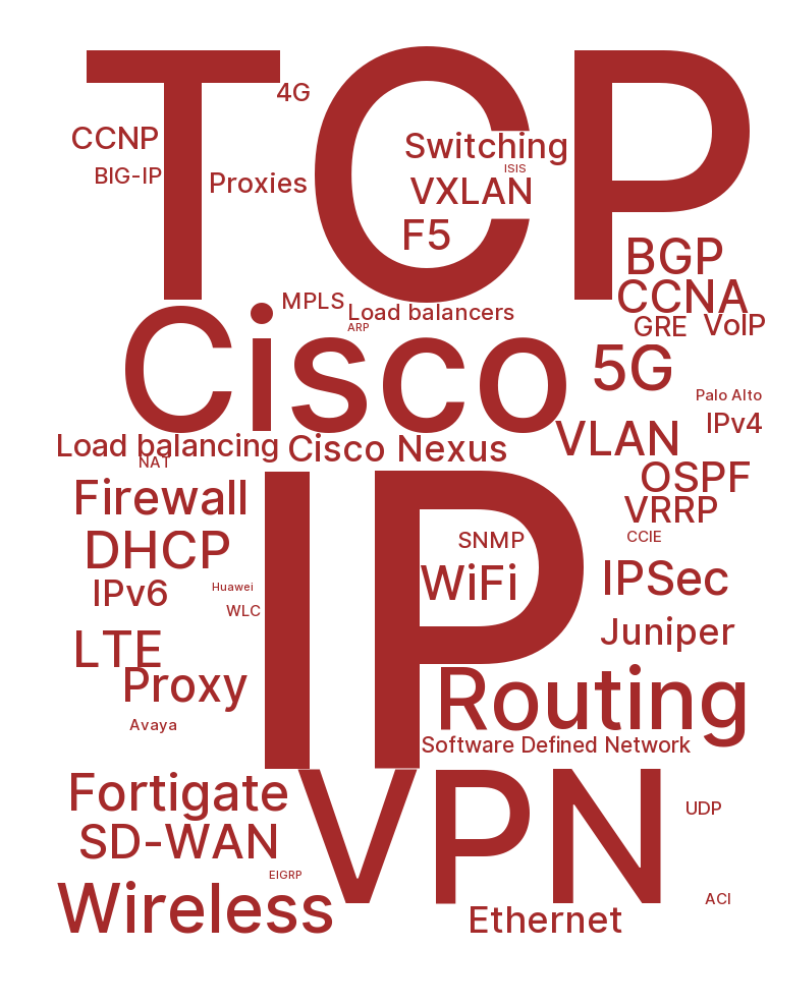 TCP
4G
CCNP
Switching
ISIS
BIG-IP
Proxies
VXLAN
F5
BGP
CCNA
MPLS
Load balancers
ARP
GRE
VoIP
Cisco
5G
Palo Alto
IPv4
Load balancing
Cisco Nexus
VLAN
NAT
OSPF
Firewall
VRRP
IP
DHCP
SNMP
CCIE
WiFi
IPSec
IPv6
Huawei
WLC
Juniper
LTE
Proxy
Routing
Avaya
Software Defined Network
Fortigate
VPN
UDP
SD-WAN
EIGRP
Wireless
ACI
Ethernet